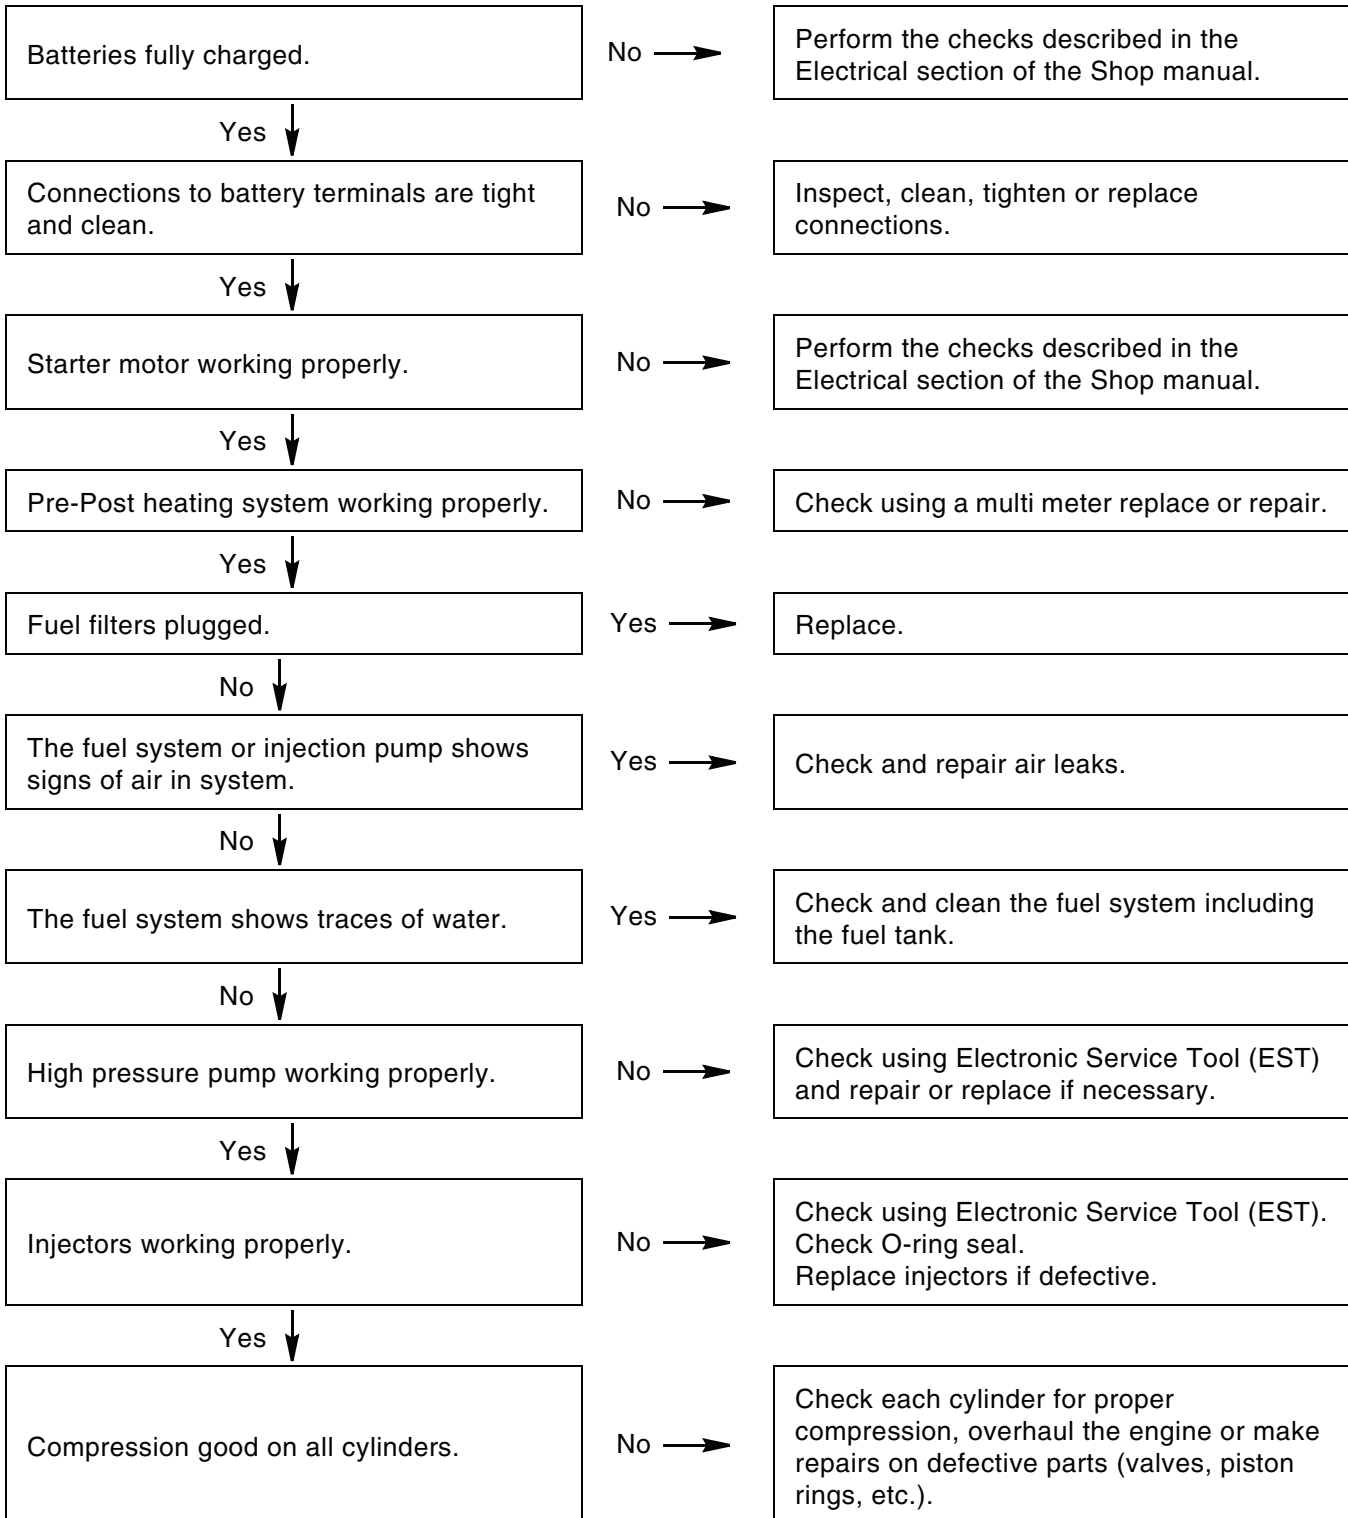 Batteries fully charged.
No
Perform the checks described in the
Electrical section of the Shop manual.
Yes
Connections to battery terminals are tight
and clean.
No
Inspect, clean, tighten or replace
connections.
Yes
Starter motor working properly.
No
Perform the checks described in the
Electrical section of the Shop manual.
Yes
Pre-Post heating system working properly.
No
Check using a multi meter replace or repair.
Yes
Fuel filters plugged.
Yes
Replace.
No
The fuel system or injection pump shows
signs of air in system.
Yes
Check and repair air leaks.
No
The fuel system shows traces of water.
Yes
Check and clean the fuel system including
the fuel tank.
No
High pressure pump working properly.
No
Check using Electronic Service Tool (EST)
and repair or replace if necessary.
Yes
Injectors working properly.
No
Check using Electronic Service Tool (EST).
Check O-ring seal.
Replace injectors if defective.
Yes
Compression good on all cylinders.
No
Check each cylinder for proper
compression, overhaul the engine or make
repairs on defective parts (valves, piston
rings, etc.).